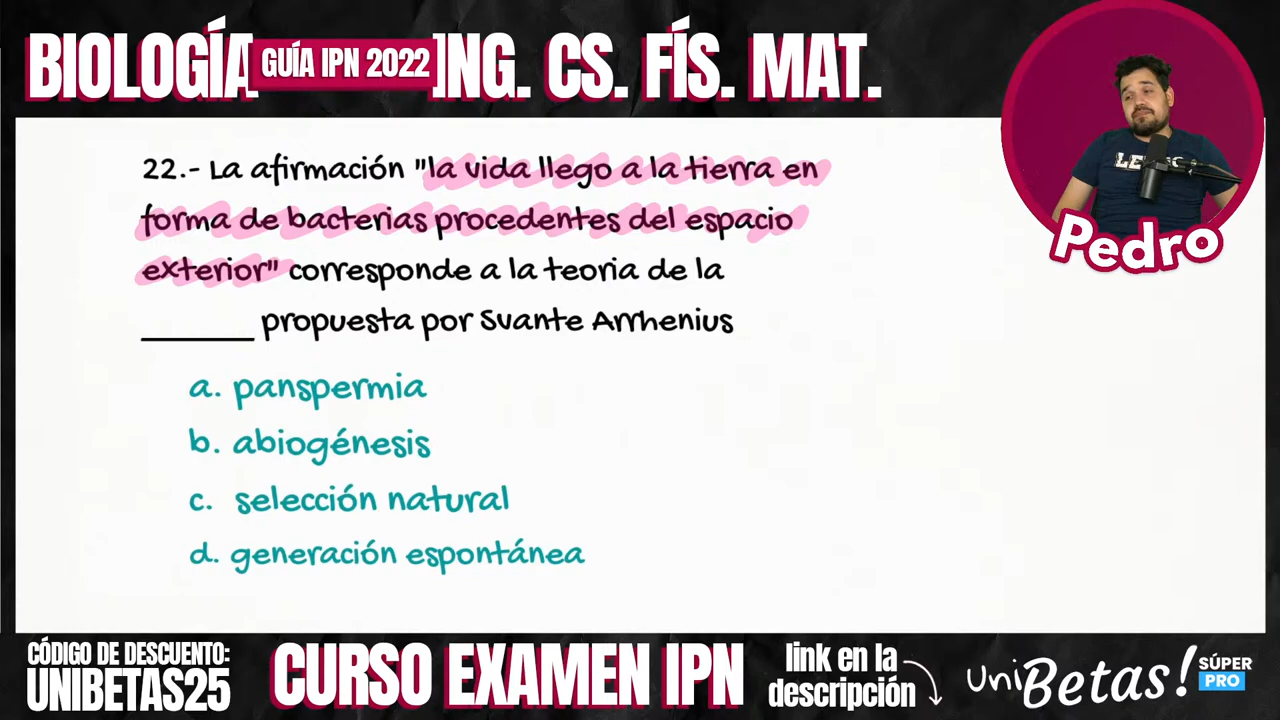 BIOLOGÍA[GUÍA IPN 2022]ING. CS. FÍS. MAT.
22.- La afirmación "la vida llego a la tierra en
forma de bacterias procedentes del espacio
exterior" corresponde a la teoria de la
_______ propuesta por Svante Arrhenius
a. panspermia
b. abiogénesis
c. selección natural
d. generación espontánea
Pedro
CÓDIGO DE DESCUENTO:
UNIBETAS25
CURSO EXAMEN IPN
link en la
descripción
uniBetas!
SÚPER
PRO